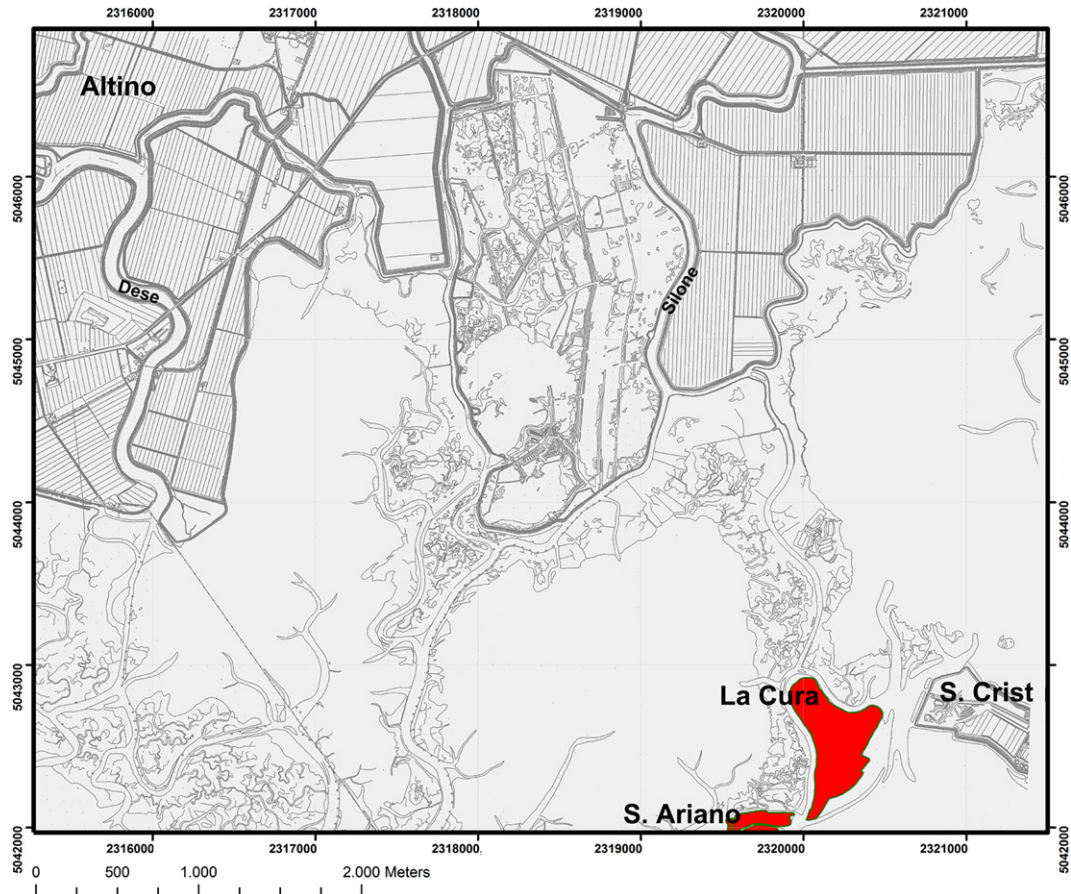 2316000 2317000 2318000 2319000 2320000 2321000
Altino
5046000 5046000
Dese
Silone
5045000 5045000
5044000 5044000
5043000 5043000
La Cura
S. Crist
S. Ariano
5042000 5042000
2316000 2317000 2318000 2319000 2320000 2321000
0 500 1.000 2.000 Meters